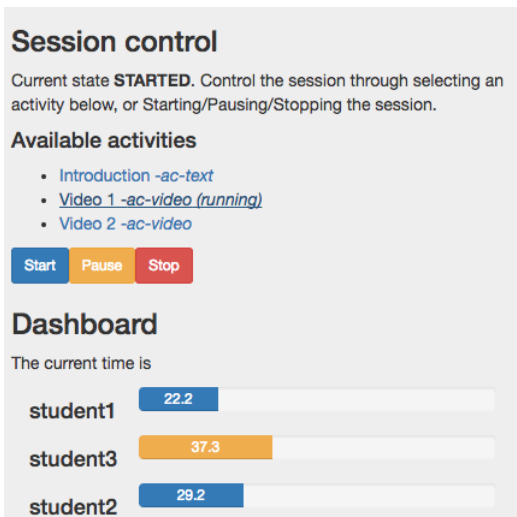 Session control
Current state STARTED. Control the session through selecting an
activity below, or Starting/Pausing/Stopping the session.
Available activities
Introduction -ac-text
Video 1 -ac-video (running)
Video 2 -ac-video
Start Pause Stop
Dashboard
The current time is
student1 22.2
student3 37.3
student2 29.2